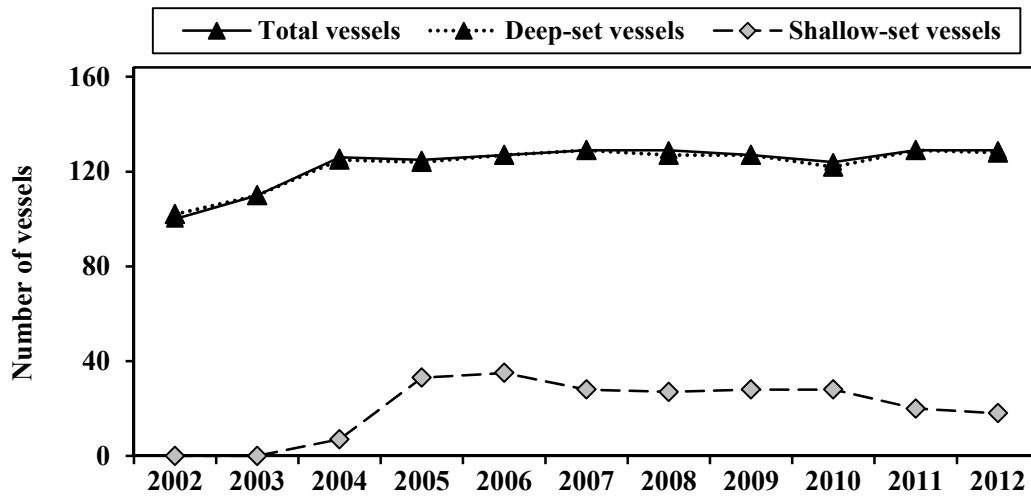 Total vessels Deep-set vessels Shallow-set vessels
160
120
80
40
0
Number of vessels
2002 2003 2004 2005 2006 2007 2008 2009 2010 2011 2012